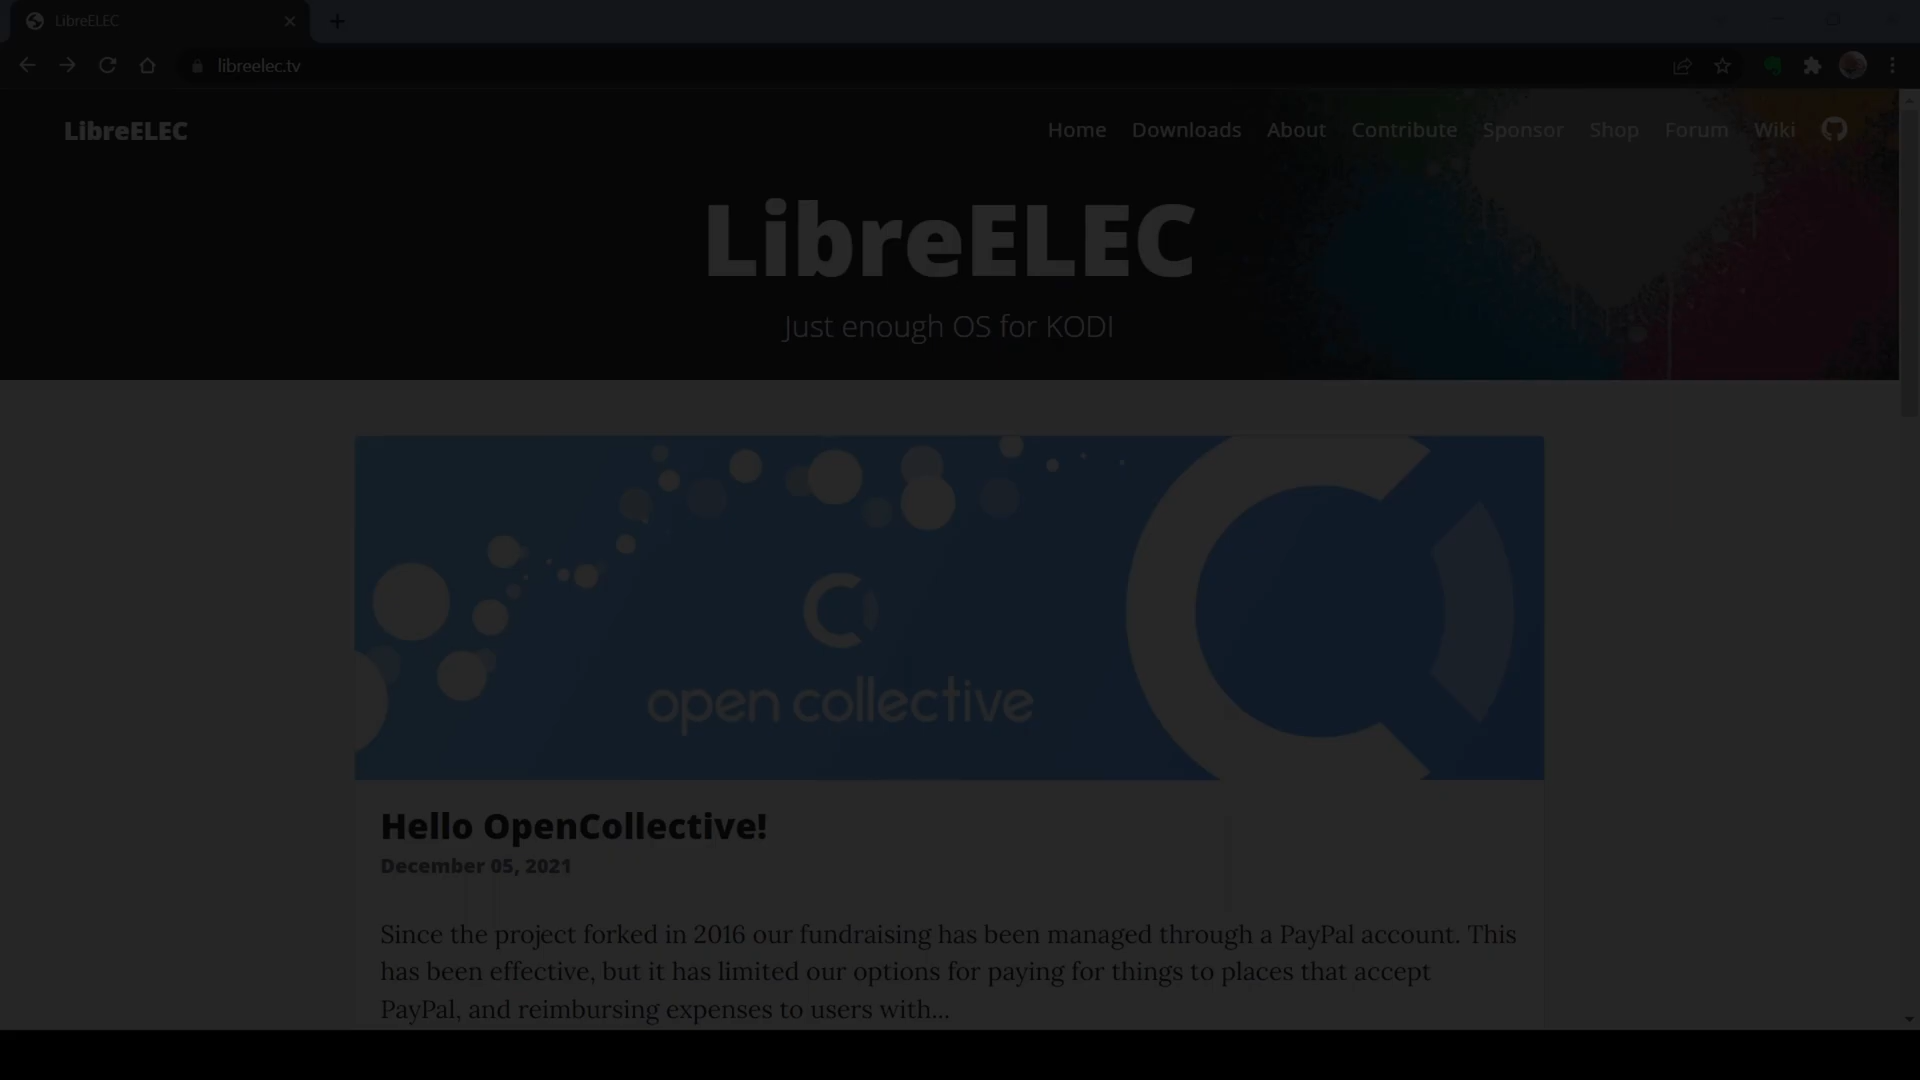 LibreELEC
libreelec.tv
LibreELEC
Home Downloads About Contribute Sponsor Shop Forum Wiki
LibreELEC
Just enough OS for KODI
open collective
Hello OpenCollective!
December 05, 2021
Since the project forked in 2016 our fundraising has been managed through a PayPal account. This
has been effective, but it has limited our options for paying for things to places that accept
PayPal, and reimbursing expenses to users with...